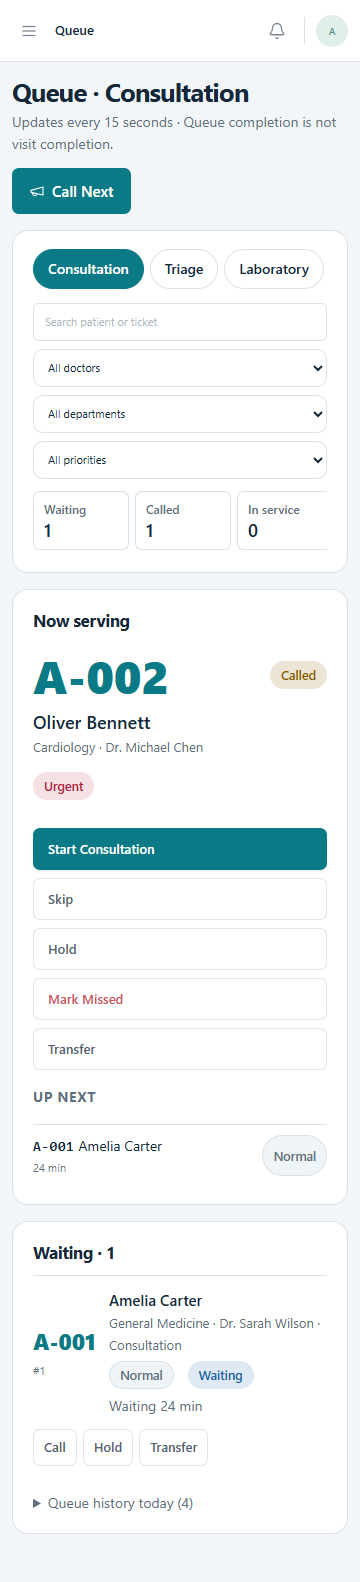 Queue
A
Queue · Consultation
Updates every 15 seconds · Queue completion is not
visit completion.
Call Next
Consultation
Triage
Laboratory
Search patient or ticket
All doctors
All departments
All priorities
Waiting
1
Called
1
In service
0
Now serving
A-002
Called
Oliver Bennett
Cardiology · Dr. Michael Chen
Urgent
Start Consultation
Skip
Hold
Mark Missed
Transfer
UP NEXT
A-001 Amelia Carter
24 min
Normal
Waiting · 1
A-001
#1
Amelia Carter
General Medicine · Dr. Sarah Wilson ·
Consultation
Normal
Waiting
Waiting 24 min
Call
Hold
Transfer
Queue history today (4)